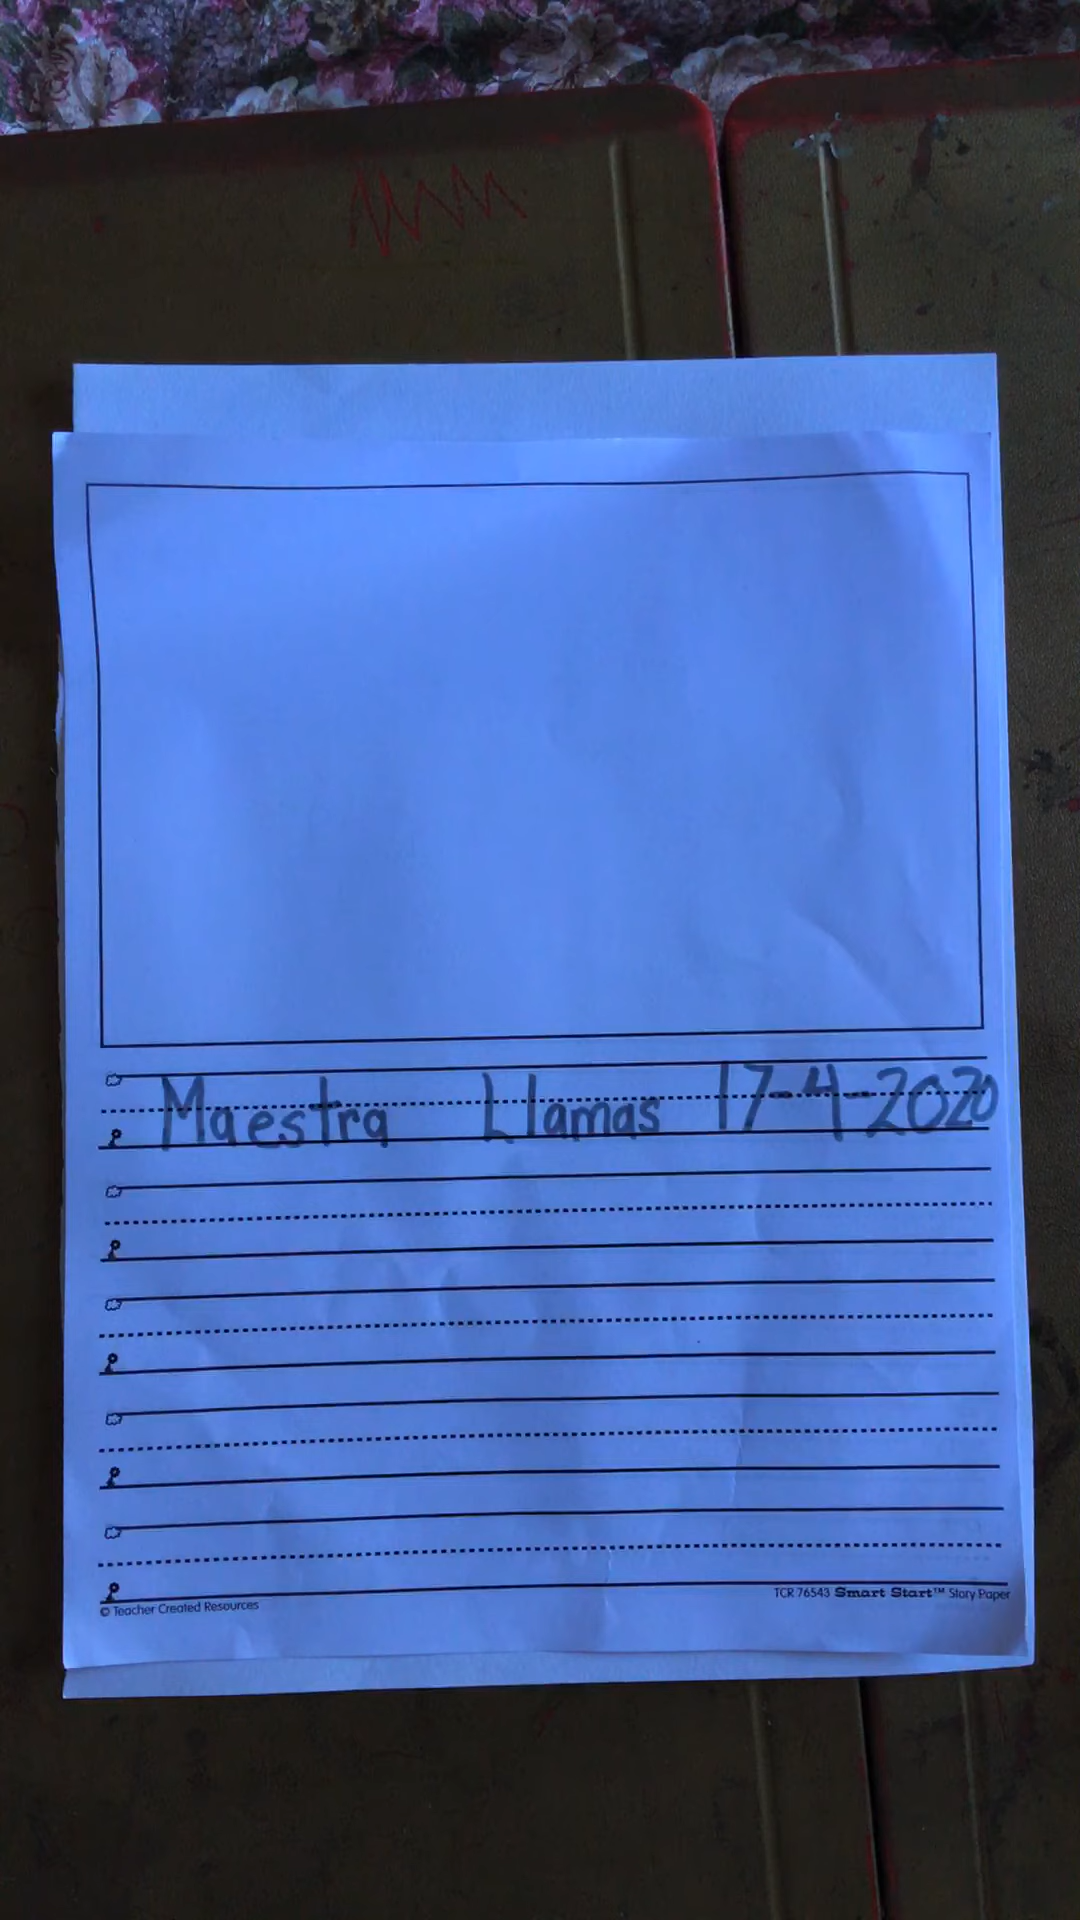 Maestra Llamas 17-4-2020
© Teacher Created Resources
TCR 76543 Smart Start™ Story Paper